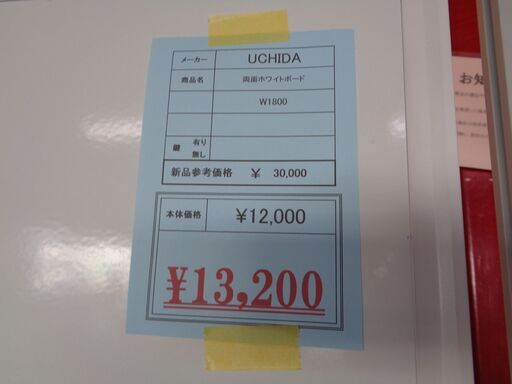 メーカー UCHIDA
商品名 両面ホワイトボード
W1800
鍵 有り
無し
新品参考価格 ¥ 30,000
本体価格 ¥12,000
¥13,200
お知